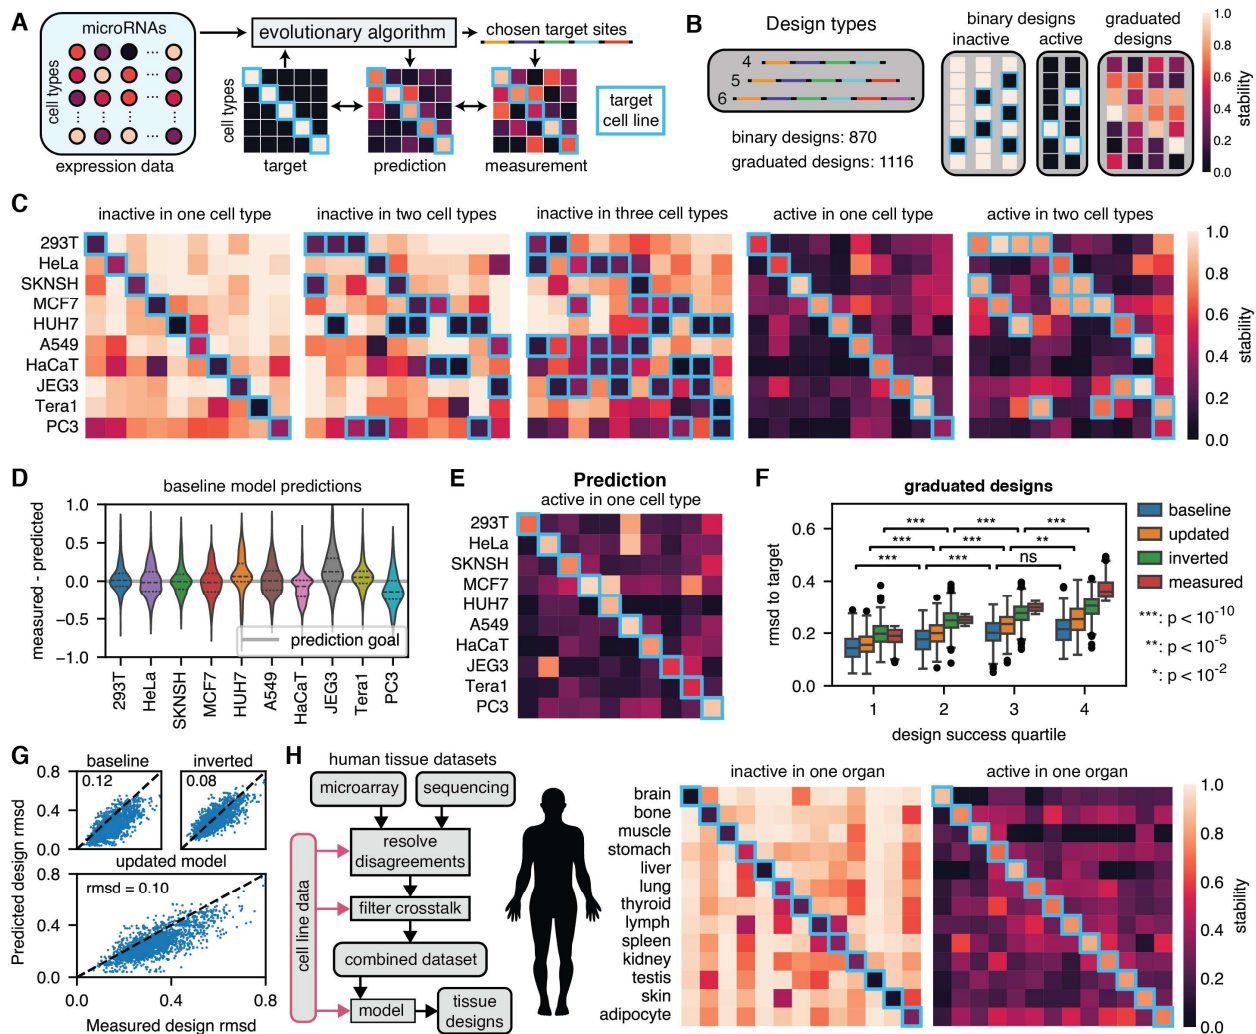 A
microRNAs
cell types
expression data
evolutionary algorithm
chosen target sites
cell types
target
prediction
measurement
target
cell line
B
Design types
4
5
6
binary designs: 870
graduated designs: 1116
binary designs
inactive
active
graduated
designs
1.0
0.8
0.6
0.4
0.2
0.0
stability
C
inactive in one cell type
inactive in two cell types
inactive in three cell types
active in one cell type
active in two cell types
293T
HeLa
SKNSH
MCF7
HUH7
A549
HaCaT
JEG3
Tera1
PC3
1.0
0.8
0.6
0.4
0.2
0.0
stability
D
baseline model predictions
measured - predicted
1.0
0.5
0.0
−0.5
−1.0
prediction goal
293T
HeLa
SKNSH
MCF7
HUH7
A549
HaCaT
JEG3
Tera1
PC3
E
Prediction
active in one cell type
293T
HeLa
SKNSH
MCF7
HUH7
A549
HaCaT
JEG3
Tera1
PC3
F
graduated designs
rmsd to target
0.6
0.4
0.2
0.0
*** *** ***
*** *** **
*** *** ns
1 2 3 4
design success quartile
baseline
updated
inverted
measured
***: p < 10-10
**: p < 10-5
*: p < 10-2
G
baseline
inverted
0.8
0.4
0.0
0.12
0.08
updated model
rmsd = 0.10
0.8
0.4
0.0
0.0 0.4 0.8
Predicted design rmsd
Measured design rmsd
H
human tissue datasets
microarray
sequencing
resolve
disagreements
filter crosstalk
combined dataset
model
tissue
designs
cell line data
inactive in one organ
active in one organ
brain
bone
muscle
stomach
liver
lung
thyroid
lymph
spleen
kidney
testis
skin
adipocyte
1.0
0.8
0.6
0.4
0.2
0.0
stability